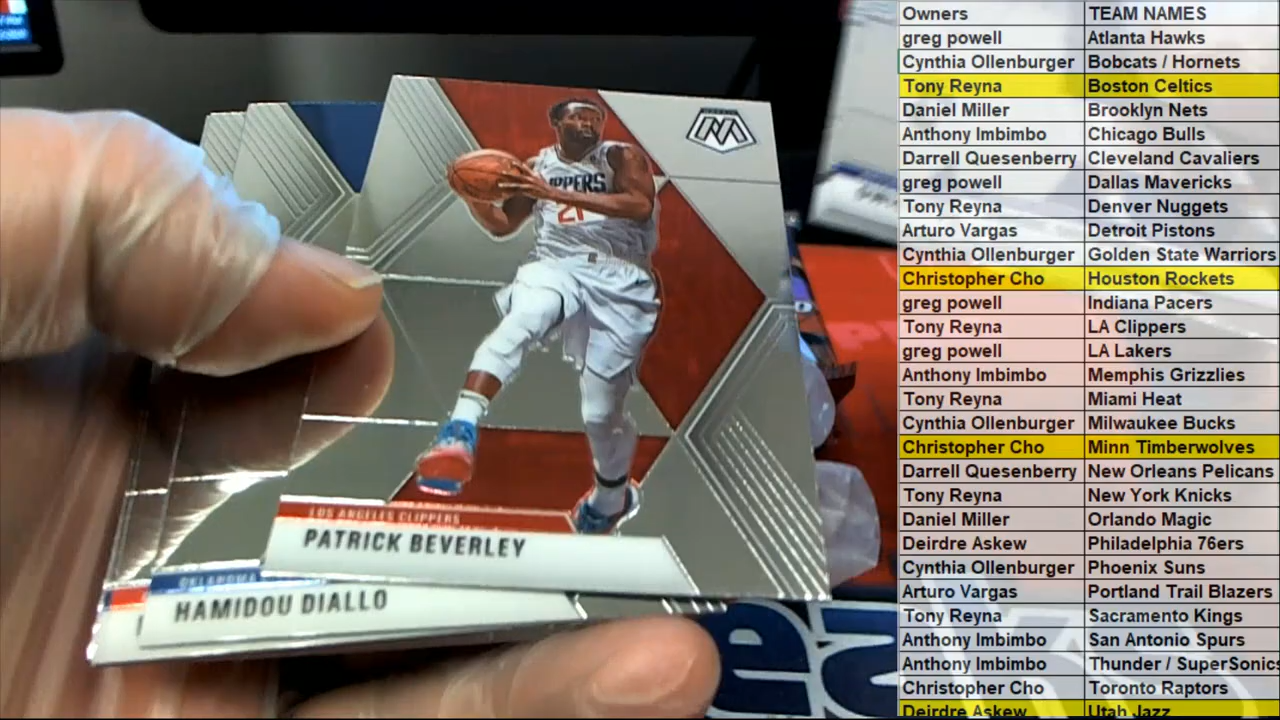 CLIPPERS
21
LOS ANGELES CLIPPERS
PATRICK BEVERLEY
OKLAHOMA
HAMIDOU DIALLO
Owners TEAM NAMES
greg powell Atlanta Hawks
Cynthia Ollenburger Bobcats / Hornets
Tony Reyna Boston Celtics
Daniel Miller Brooklyn Nets
Anthony Imbimbo Chicago Bulls
Darrell Quesenberry Cleveland Cavaliers
greg powell Dallas Mavericks
Tony Reyna Denver Nuggets
Arturo Vargas Detroit Pistons
Cynthia Ollenburger Golden State Warriors
Christopher Cho Houston Rockets
greg powell Indiana Pacers
Tony Reyna LA Clippers
greg powell LA Lakers
Anthony Imbimbo Memphis Grizzlies
Tony Reyna Miami Heat
Cynthia Ollenburger Milwaukee Bucks
Christopher Cho Minn Timberwolves
Darrell Quesenberry New Orleans Pelicans
Tony Reyna New York Knicks
Daniel Miller Orlando Magic
Deirdre Askew Philadelphia 76ers
Cynthia Ollenburger Phoenix Suns
Arturo Vargas Portland Trail Blazers
Tony Reyna Sacramento Kings
Anthony Imbimbo San Antonio Spurs
Anthony Imbimbo Thunder / SuperSonics
Christopher Cho Toronto Raptors
Deirdre Askew Utah Jazz